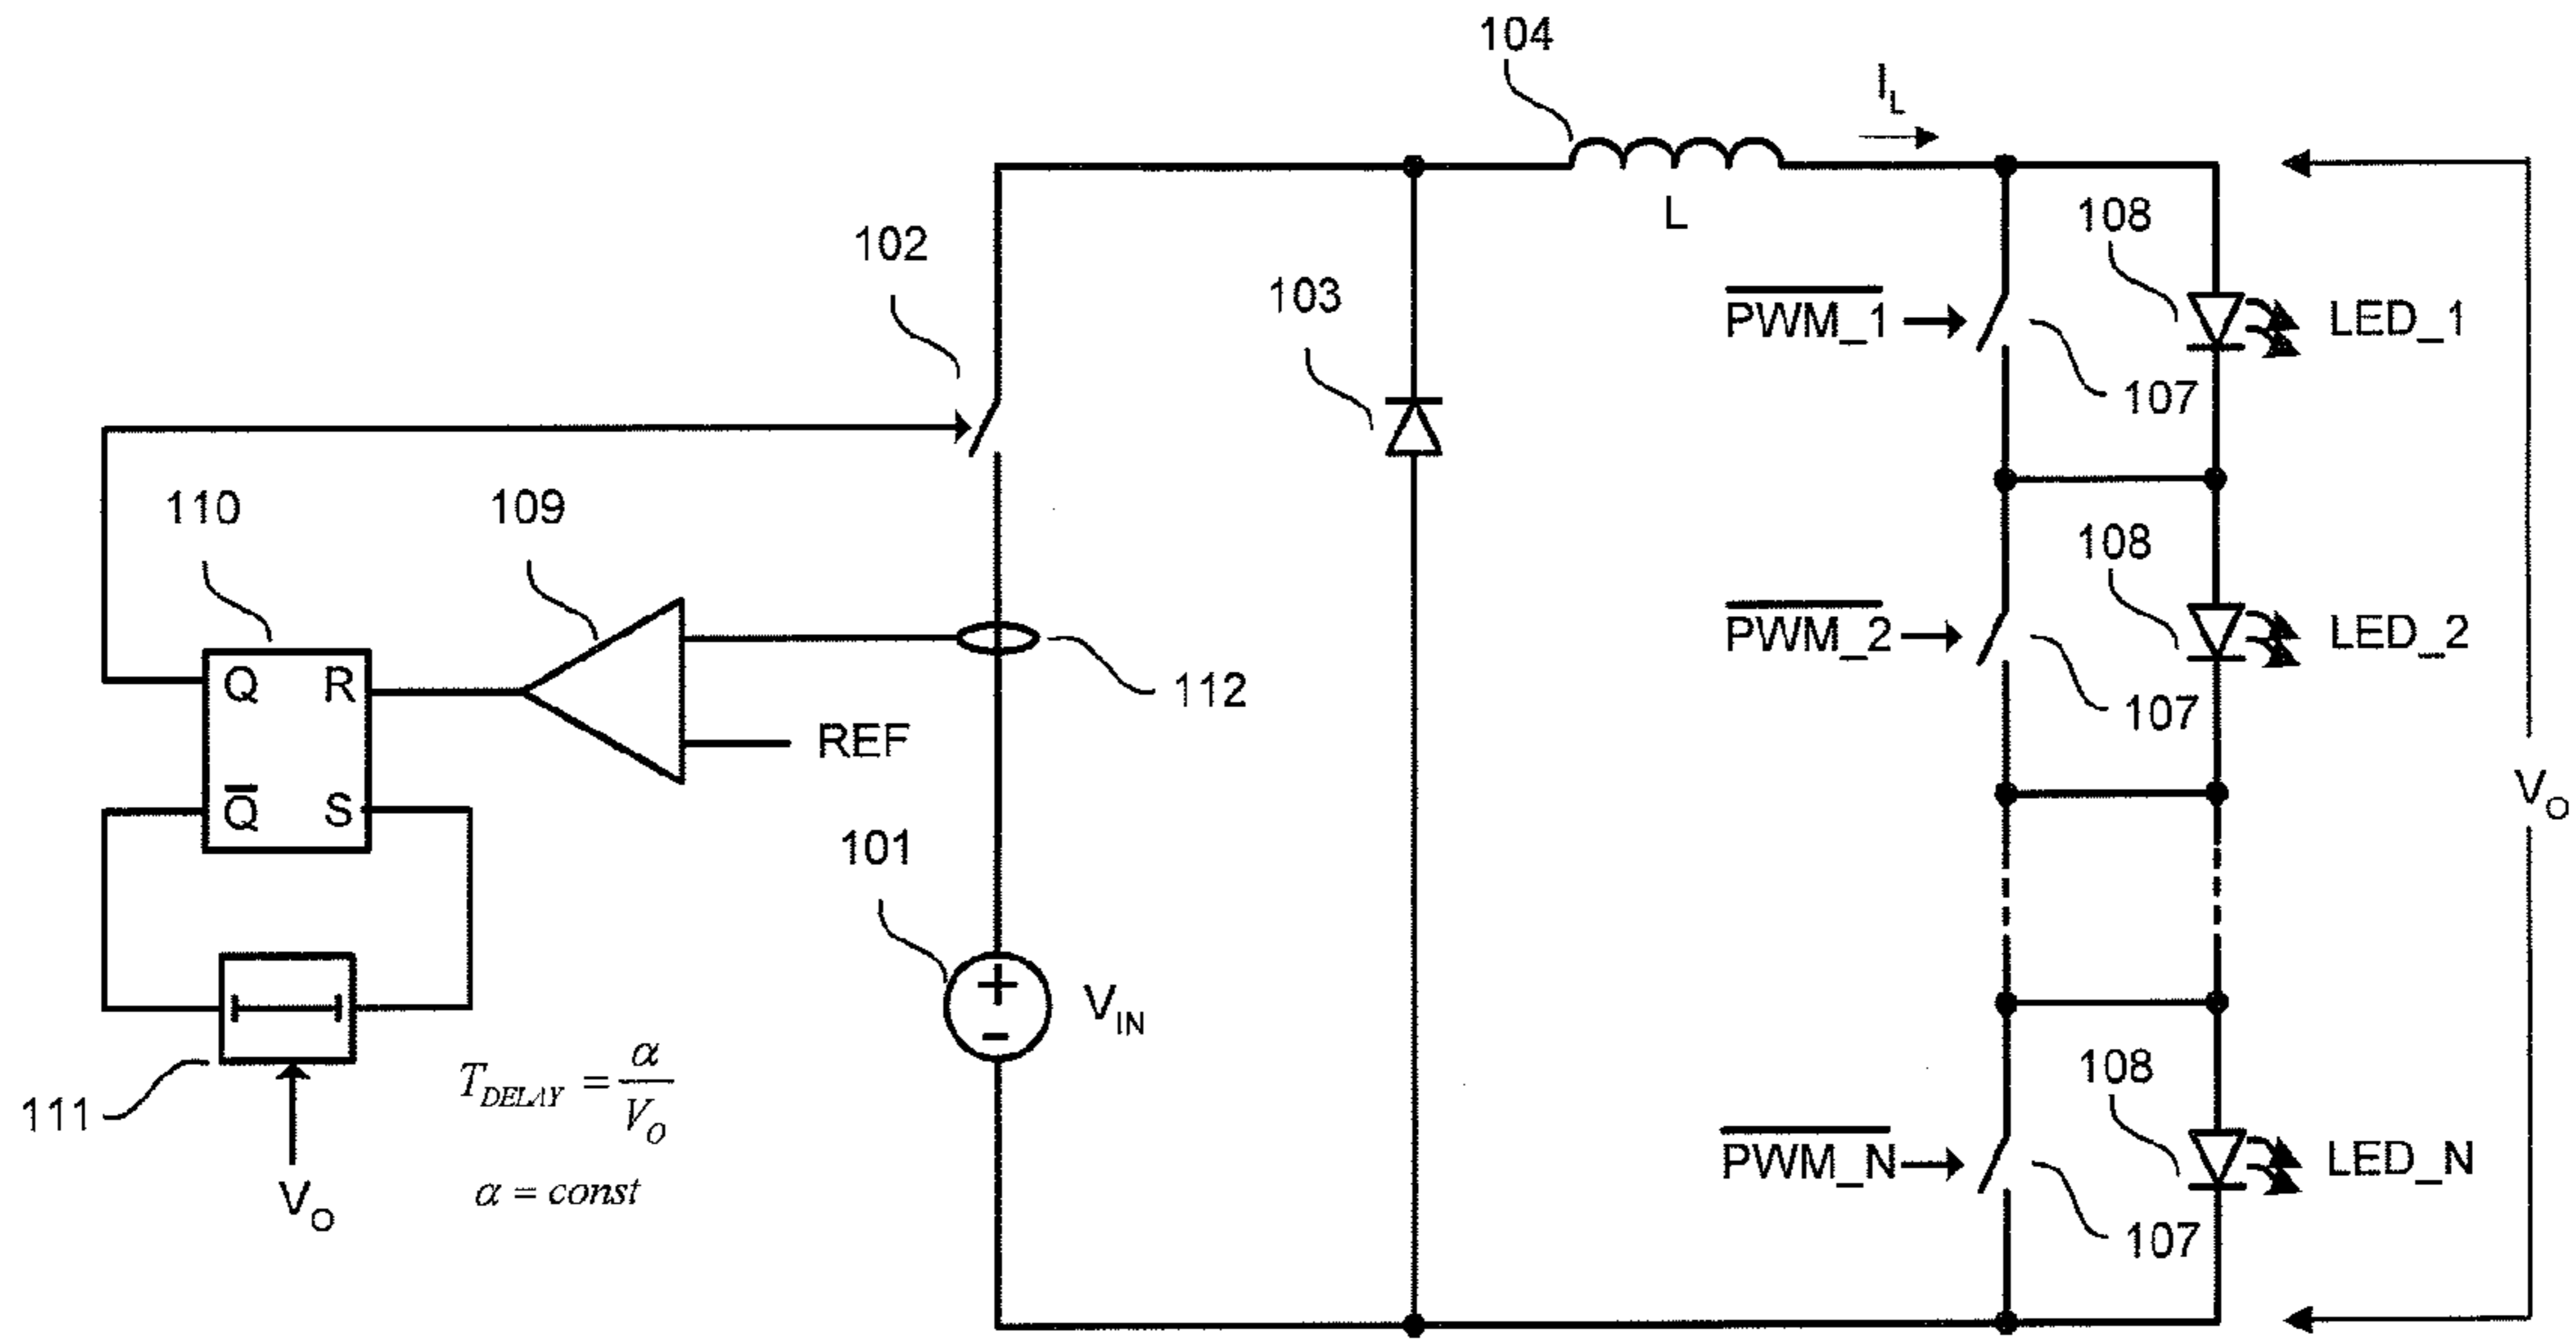 104
I_L
L
102
108
103
PWM_1
LED_1
107
110
109
108
Q
R
PWM_2
LED_2
112
107
REF
Q̅
S
V_O
101
+
-
V_IN
111
T_DELAY = α / V_O
α = const
V_O
108
PWM_N
LED_N
107